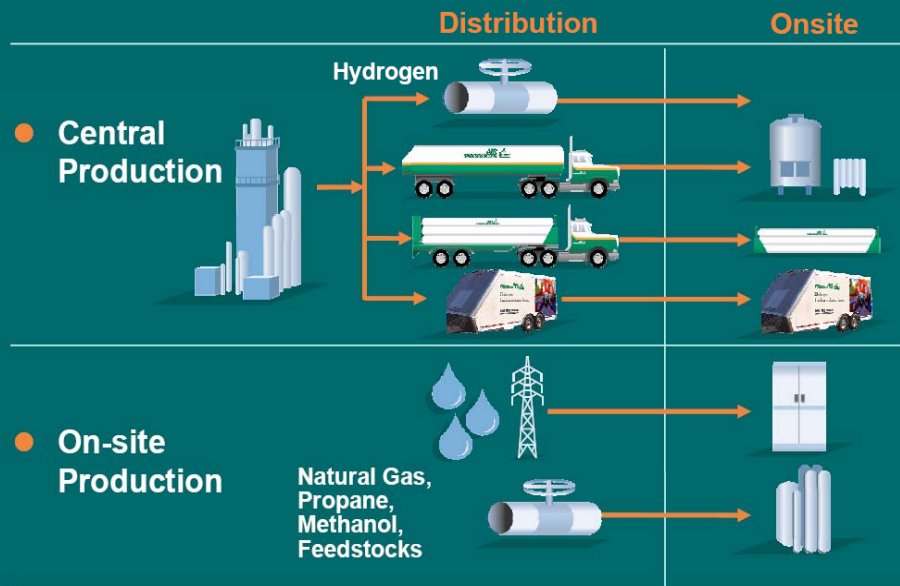 Distribution
Onsite
Hydrogen
Central
Production
On-site
Production
Natural Gas,
Propane,
Methanol,
Feedstocks